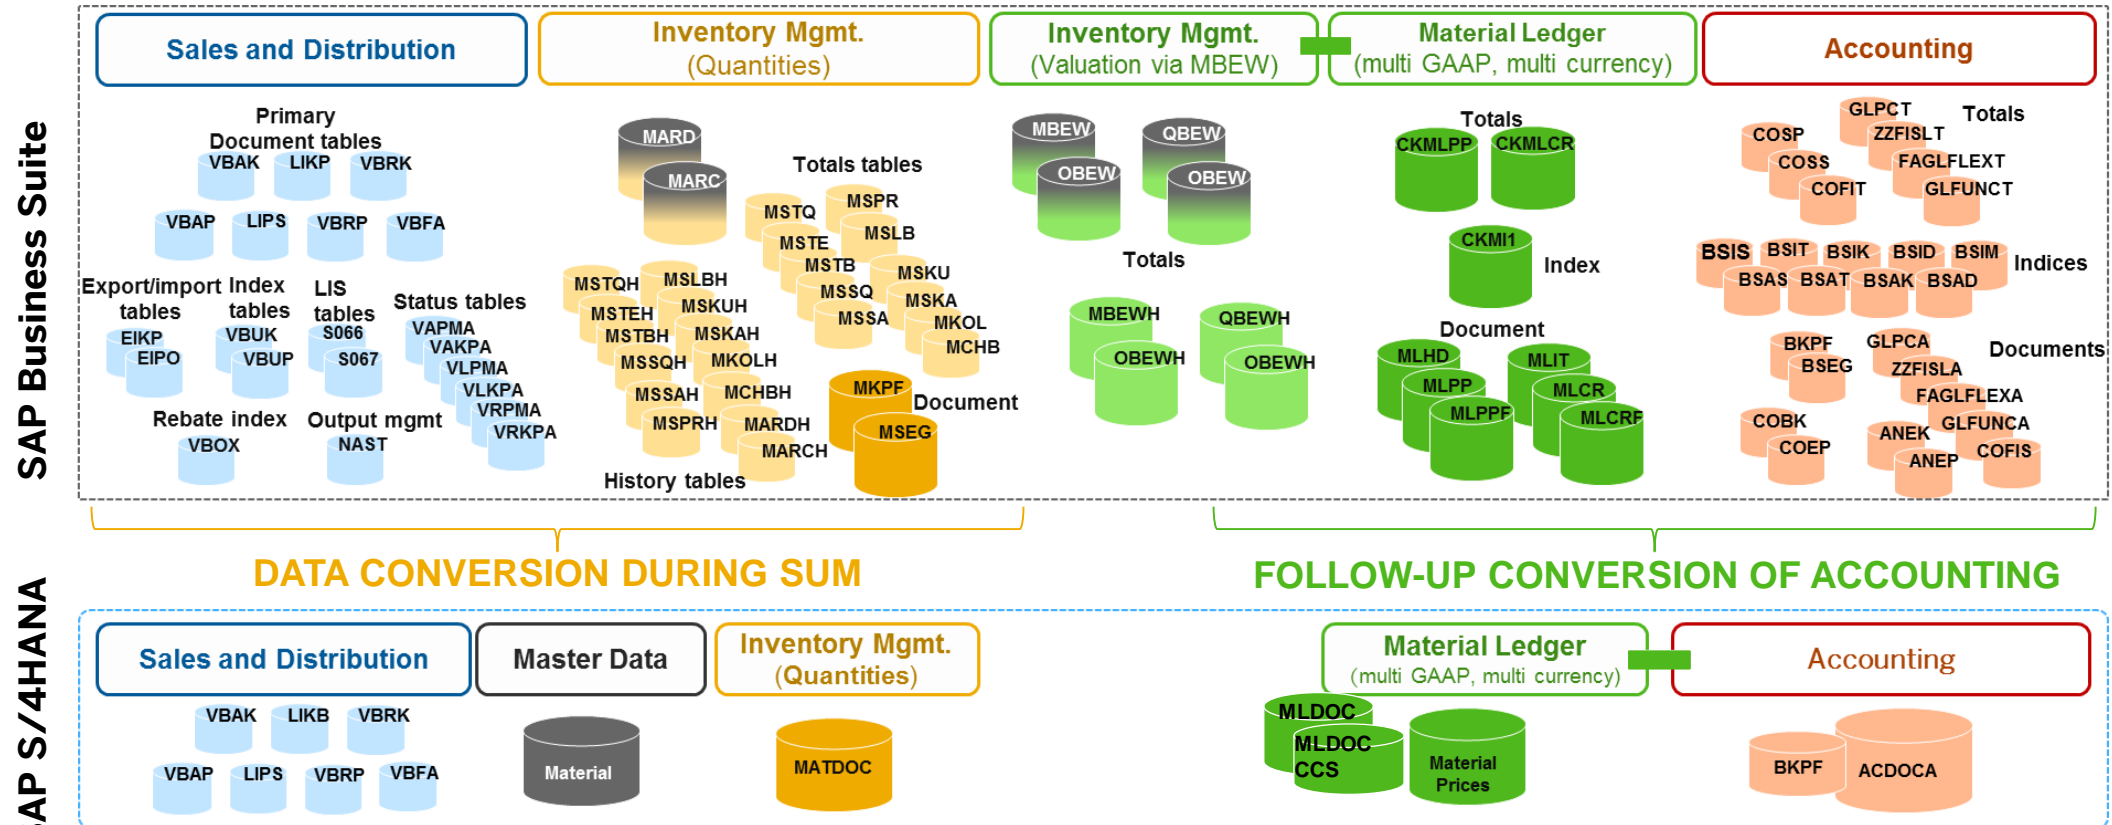 SAP Business Suite
Sales and Distribution
Inventory Mgmt.
(Quantities)
Inventory Mgmt.
(Valuation via MBEW)
Material Ledger
(multi GAAP, multi currency)
Accounting
Primary
Document tables
VBAK LIKP VBRK
VBAP LIPS VBRP VBFA
Export/import
tables
EIKP
EIPO
Index
tables
VBUK
VBUP
LIS
tables
S066
S067
Status tables
VAPMA
VAKPA
VLPMA
VLKPA
VRPMA
VRKPA
Rebate index
VBOX
Output mgmt
NAST
MARD
MARC
Totals tables
MSTQ
MSTE
MSTB
MSSQ
MSSA
MSPR
MSLB
MSKU
MSKA
MKOL
MCHB
MSTQH
MSTEH
MSTBH
MSSQH
MSSAH
MSPRH
MSLBH
MSKUH
MSKAH
MKOLH
MCHBH
MARDH
MARCH
History tables
MKPF
MSEG
Document
MBEW
OBEW
QBEW
OBEW
Totals
MBEWH
OBEWH
QBEWH
OBEWH
Totals
CKMLPP CKMLCR
CKMI1
Index
Document
MLHD
MLPP
MLPPF
MLIT
MLCR
MLCRF
Totals
COSP
COSS
COFIT
GLPCT
ZZFISLT
FAGLFLEXT
GLFUNCT
BSIS BSIT BSIK BSID BSIM
Indices
BSAS BSAT BSAK BSAD
Documents
BKPF
BSEG
GLPCA
ZZFISLA
FAGLFLEXA
GLFUNCA
COFIS
COBK
COEP
ANEK
ANEP
DATA CONVERSION DURING SUM
FOLLOW-UP CONVERSION OF ACCOUNTING
AP S/4HANA
Sales and Distribution
Master Data
Inventory Mgmt.
(Quantities)
Material Ledger
(multi GAAP, multi currency)
Accounting
VBAK LIKB VBRK
VBAP LIPS VBRP VBFA
Material
MATDOC
MLDOC
MLDOC
CCS
Material
Prices
BKPF
ACDOCA